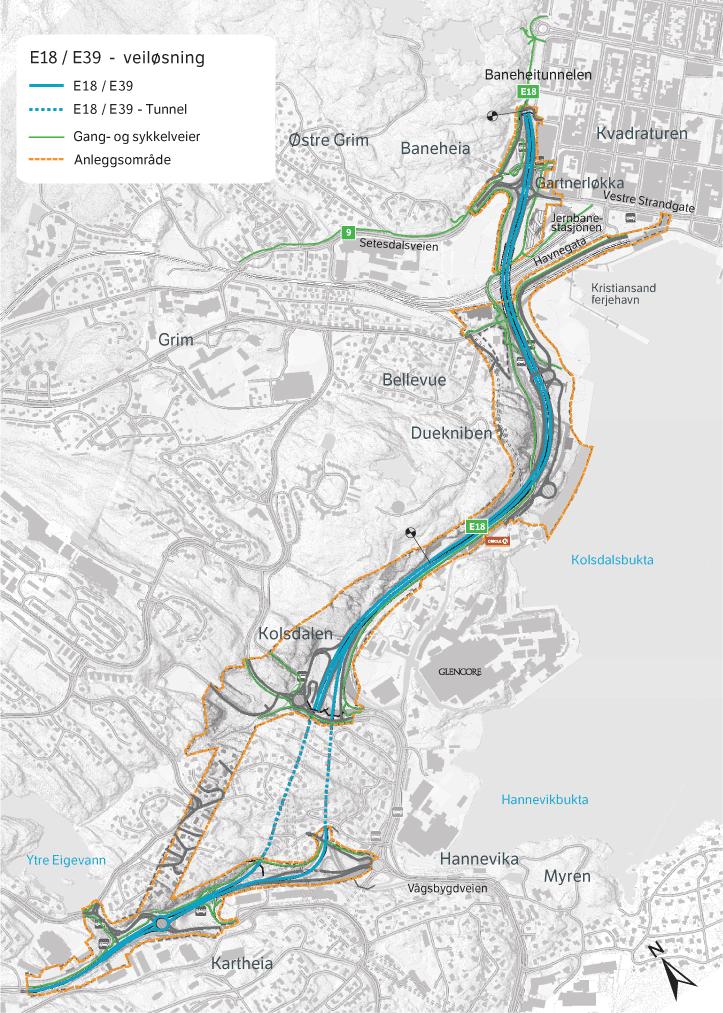 E18 / E39 - veiløsning
E18 / E39
E18 / E39 - Tunnel
Gang- og sykkelveier
Anleggsområde
Baneheitunnelen
E18
Kvadraturen
Østre Grim
Baneheia
Gartnerløkka
Vestre Strandgate
Jernbane-
stasjonen
9
Setesdalsveien
Havnegata
Kristiansand
ferjehavn
Grim
Bellevue
Duekniben
E18
CIRCLE K
Kolsdalsbukta
Kolsdalen
GLENCORE
Hannevikbukta
Ytre Eigevann
Hannevika
Myren
Vågsbygdveien
Kartheia
N